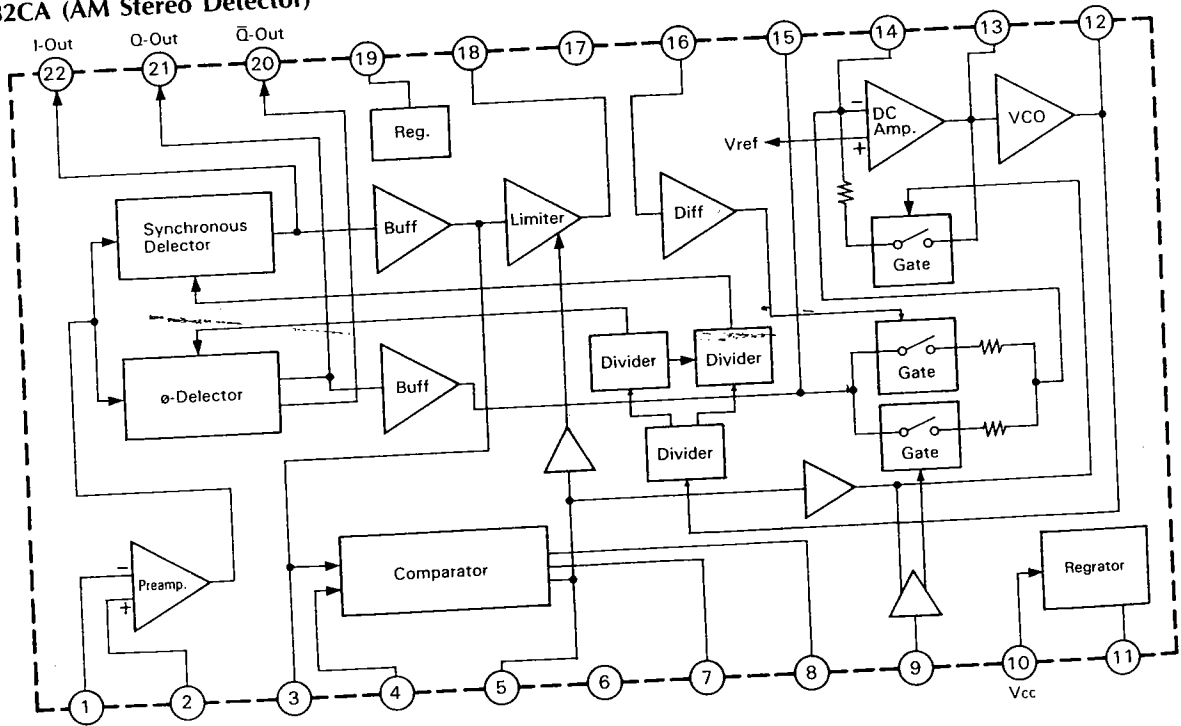 32CA (AM Stereo Detector)
I-Out
Q-Out
Q̅-Out
22
21
20
19
18
17
16
15
14
13
12
Reg.
−
DC
Amp.
+
Vref
VCO
Synchronous
Delector
Buff
Limiter
Diff
Gate
ø-Delector
Buff
Divider
Divider
Gate
Divider
Gate
−
Preamp.
+
Comparator
Regrator
1
2
3
4
5
6
7
8
9
10
11
Vcc